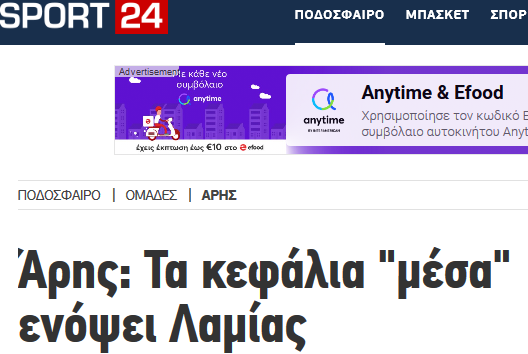 SPORT 24
ΠΟΔΟΣΦΑΙΡΟ ΜΠΑΣΚΕΤ ΣΠΟΡ
Advertisement
Με κάθε νέο
συμβόλαιο
anytime
έχεις έκπτωση έως €10 στο efood
anytime
Anytime & Efood
Χρησιμοποίησε τον κωδικό E
συμβόλαιο αυτοκινήτου Anyt
ΠΟΔΟΣΦΑΙΡΟ | ΟΜΑΔΕΣ | ΑΡΗΣ
Άρης: Τα κεφάλια "μέσα"
ενόψει Λαμίας